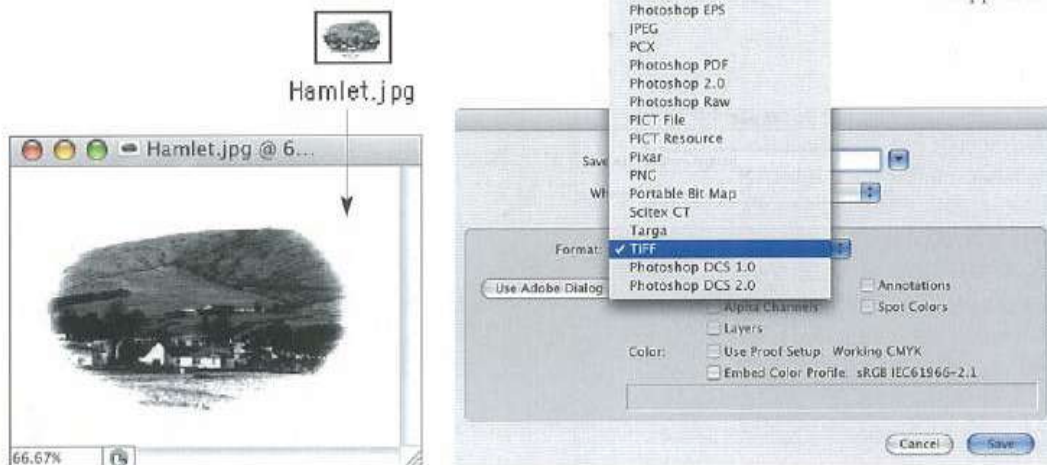 Hamlet.jpg
Hamlet.jpg @ 6...
66.67%
Photoshop EPS
JPEG
PCX
Photoshop PDF
Photoshop 2.0
Photoshop Raw
PICT File
PICT Resource
Pixar
PNG
Portable Bit Map
Scitex CT
Targa
✓ TIFF
Photoshop DCS 1.0
Photoshop DCS 2.0
Save
Wh
Format:
Use Adobe Dialog
Annotations
Alpha Channels
Spot Colors
Layers
Color:
Use Proof Setup: Working CMYK
Embed Color Profile: sRGB IEC61966-2.1
Cancel
Save